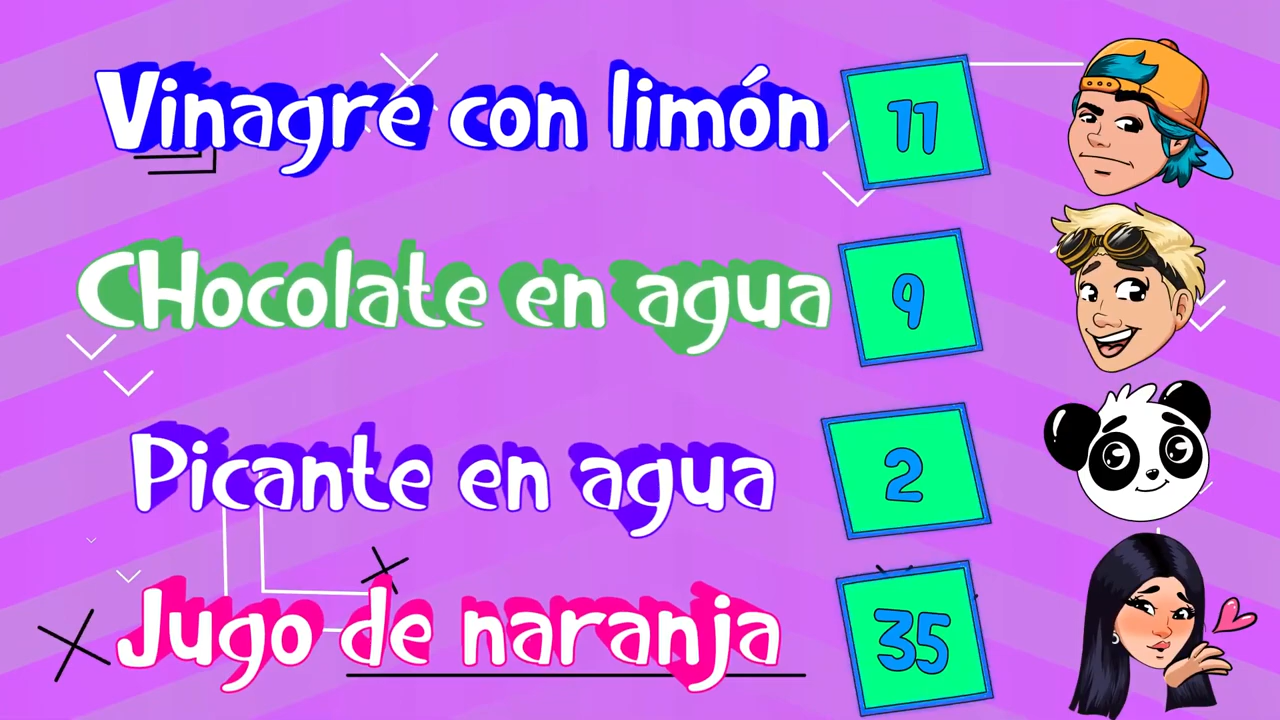 Vinagre con limón 11
CHocolate en agua 9
Picante en agua 2
Jugo de naranja 35